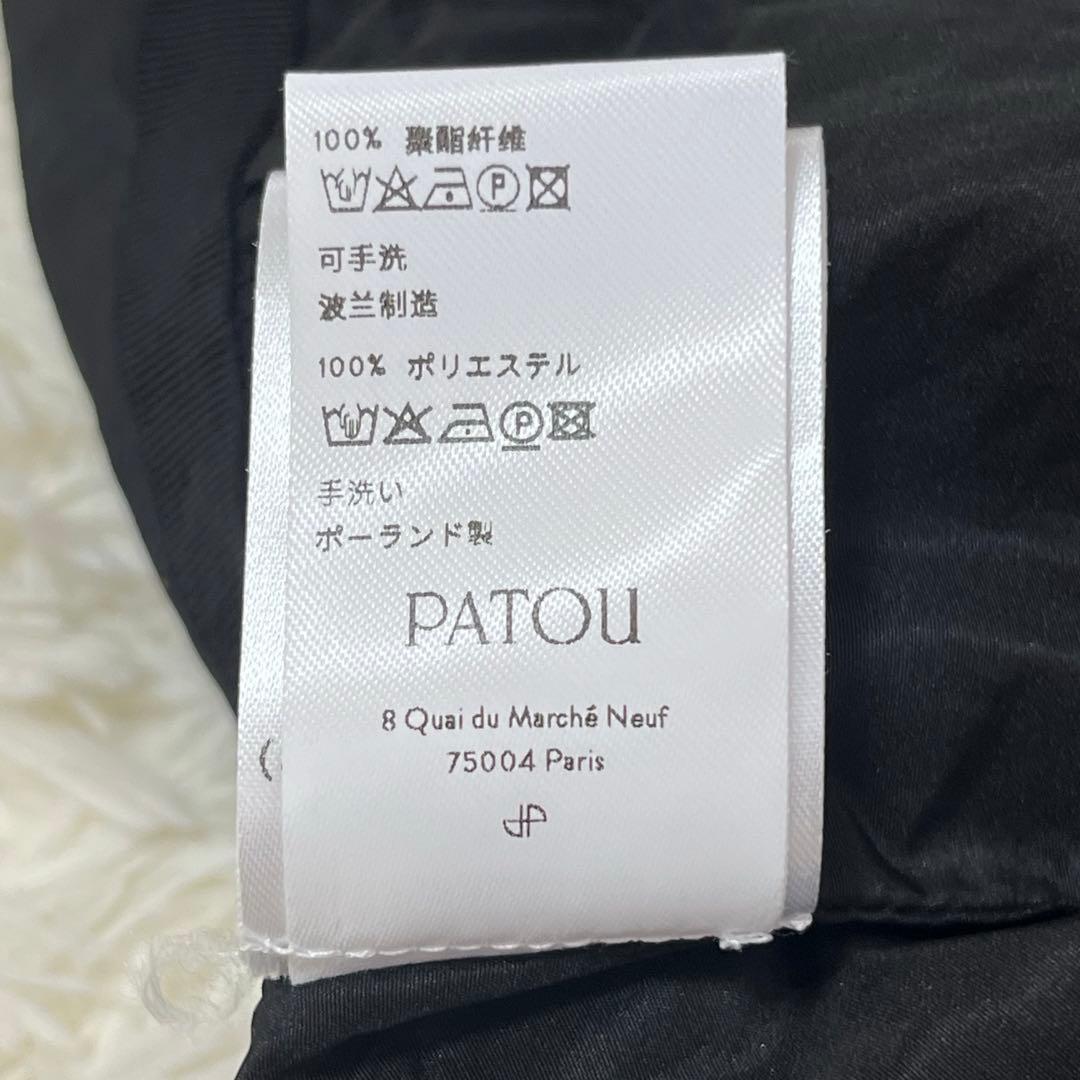 100% 聚酯纤维
可手洗
波兰制造
100% ポリエステル
手洗い
ポーランド製
PATOU
8 Quai du Marché Neuf
75004 Paris
JP